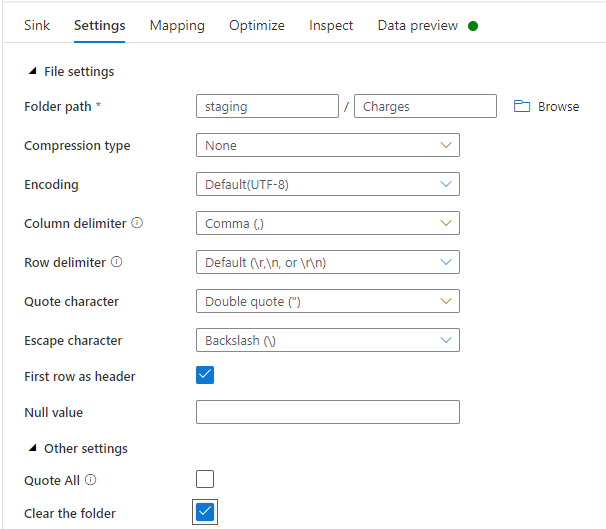 Sink Settings Mapping Optimize Inspect Data preview
File settings
Folder path * staging / Charges Browse
Compression type None
Encoding Default(UTF-8)
Column delimiter Comma (,)
Row delimiter Default (\r,\n, or \r\n)
Quote character Double quote (")
Escape character Backslash (\)
First row as header
Null value
Other settings
Quote All
Clear the folder